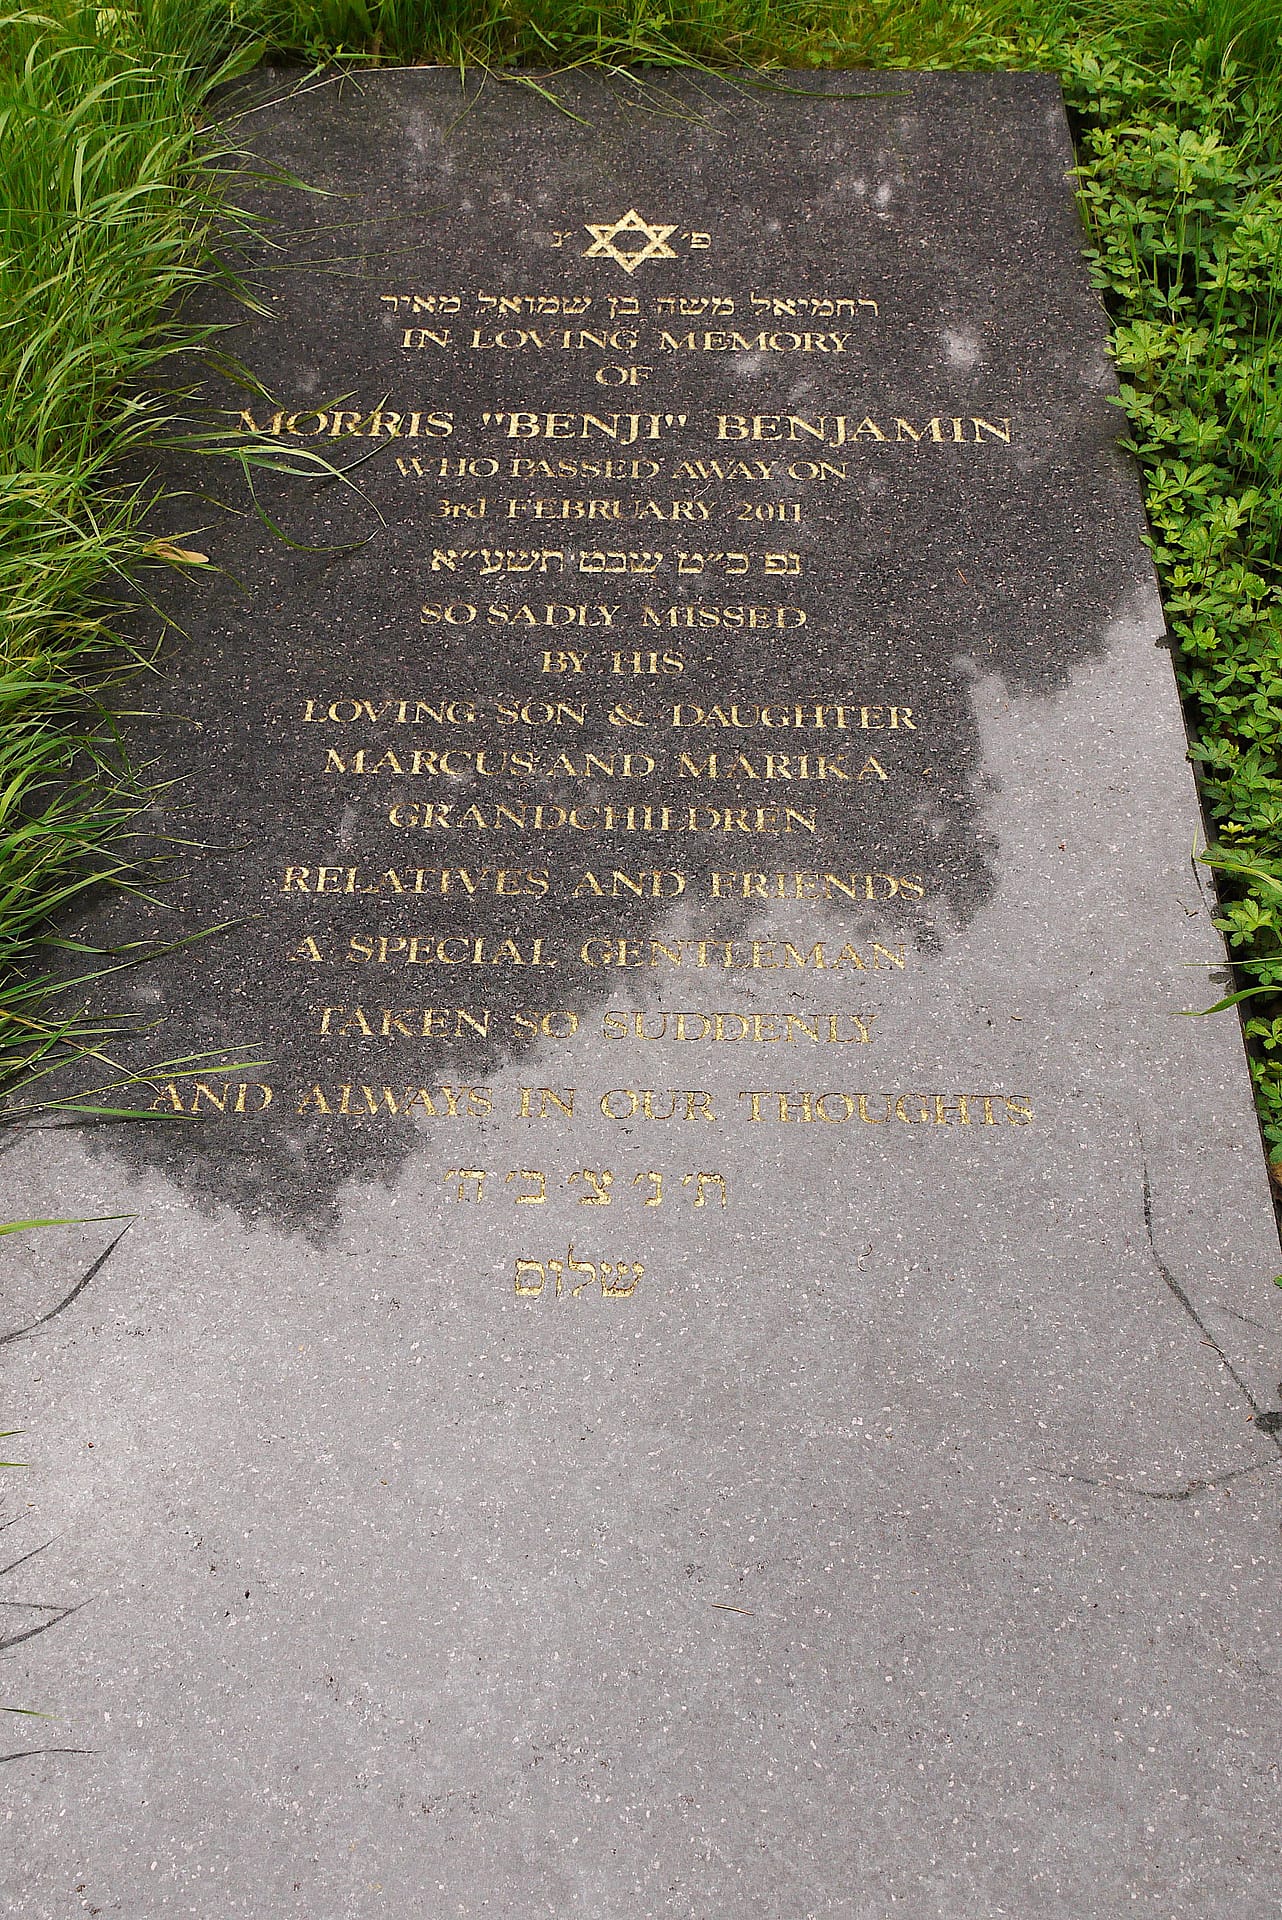 פ׳ נ׳
רחמיאל משה בן שמואל מאיר
IN LOVING MEMORY
OF
MORRIS "BENJI" BENJAMIN
WHO PASSED AWAY ON
3rd FEBRUARY 2011
נפ כ״ט שבט תשע״א
SO SADLY MISSED
BY HIS
LOVING SON & DAUGHTER
MARCUS AND MARIKA
GRANDCHILDREN
RELATIVES AND FRIENDS
A SPECIAL GENTLEMAN
TAKEN SO SUDDENLY
AND ALWAYS IN OUR THOUGHTS
ת׳ נ׳ צ׳ ב׳ ה׳
שלום